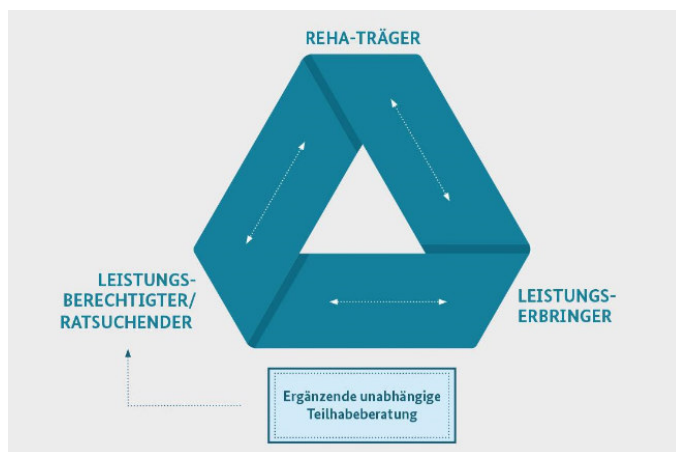 REHA-TRÄGER
LEISTUNGS-
BERECHTIGTER/
RATSUCHENDER
LEISTUNGS-
ERBRINGER
Ergänzende unabhängige
Teilhabeberatung